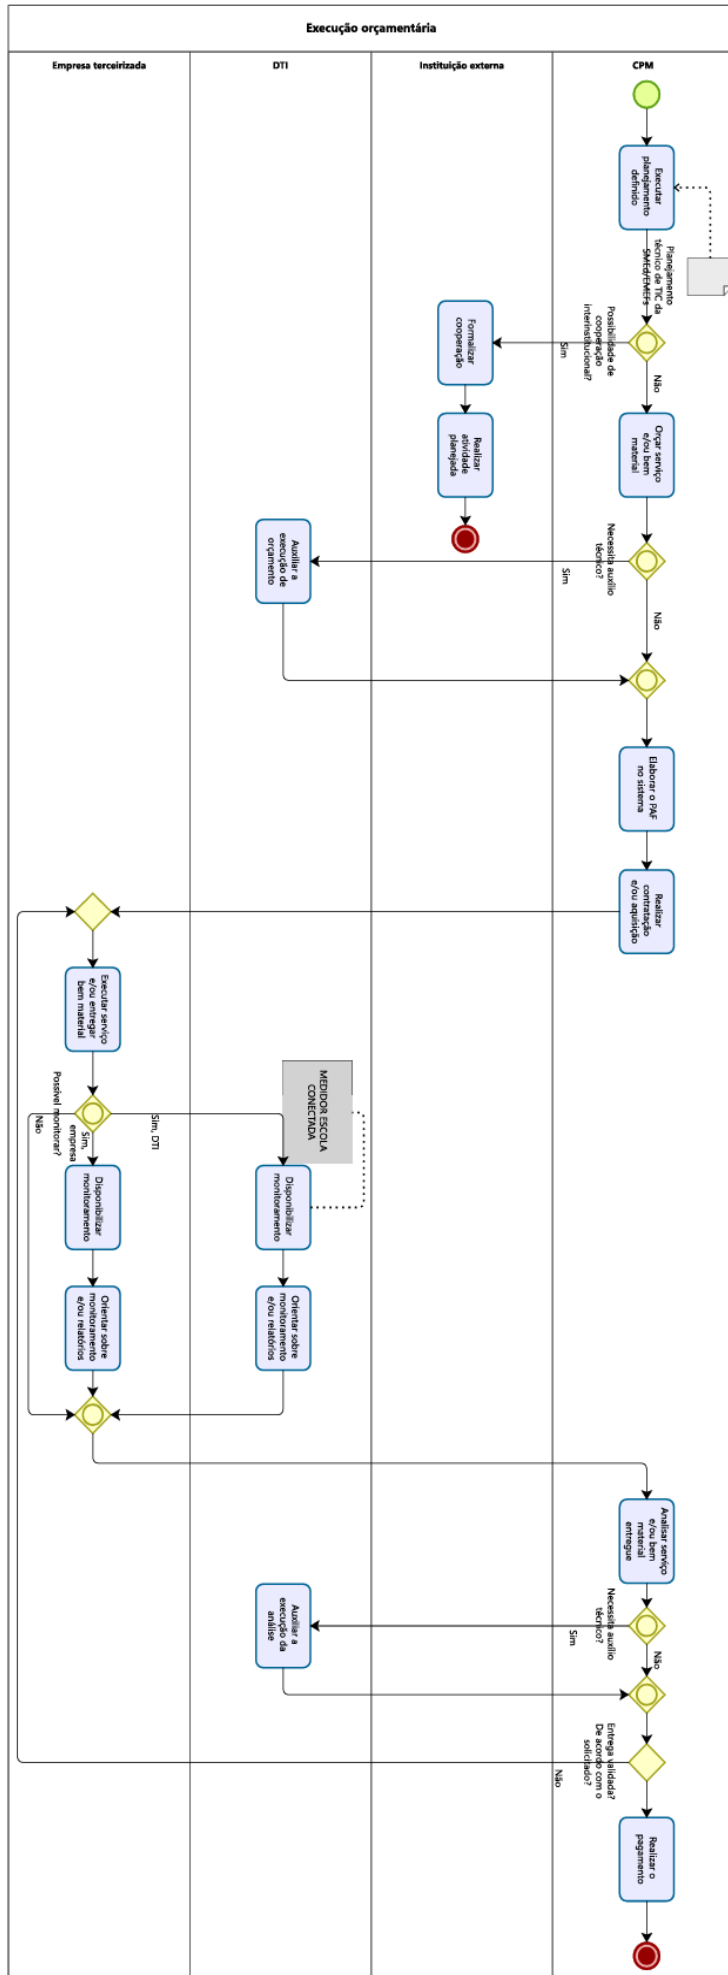 Execução orçamentária
Empresa terceirizada
DTI
Instituição externa
CPM
Executar
planejamento
definido
Planejamento
técnico de TIC da
SMEd/EMEFs
Possibilidade de
cooperação
interinstitucional?
Sim
Não
Formalizar
cooperação
Realizar
atividade
planejada
Orçar serviço
e/ou bem
material
Necessita auxílio
técnico?
Sim
Não
Auxiliar a
execução de
orçamento
Elaborar o PAF
no sistema
Realizar
contratação
e/ou aquisição
Executar serviço
e/ou entregar
bem material
Possível monitorar?
Não
Sim,
empresa
Sim, DTI
MEDIDOR ESCOLA
CONECTADA
Disponibilizar
monitoramento
Disponibilizar
monitoramento
Orientar sobre
monitoramento
e/ou relatórios
Orientar sobre
monitoramento
e/ou relatórios
Analisar serviço
e/ou bem
material
entregue
Necessita auxílio
técnico?
Sim
Não
Auxiliar a
execução da
análise
Entrega validada?
De acordo com o
solicitado?
Não
Realizar o
pagamento